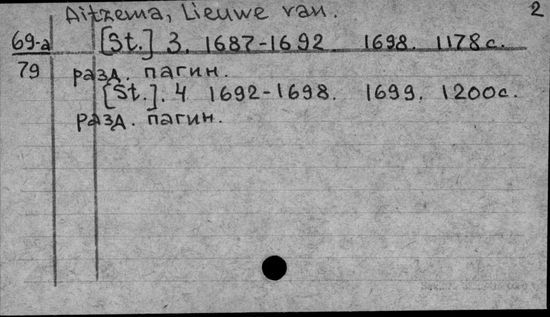 Aitzema, Lieuwe van. 2
69-a [St.] 3. 1687-1692 1698. 1178 с.
79 разд. пагин.
[St.]. 4 1692-1698. 1699. 1200 с.
разд. пагин.